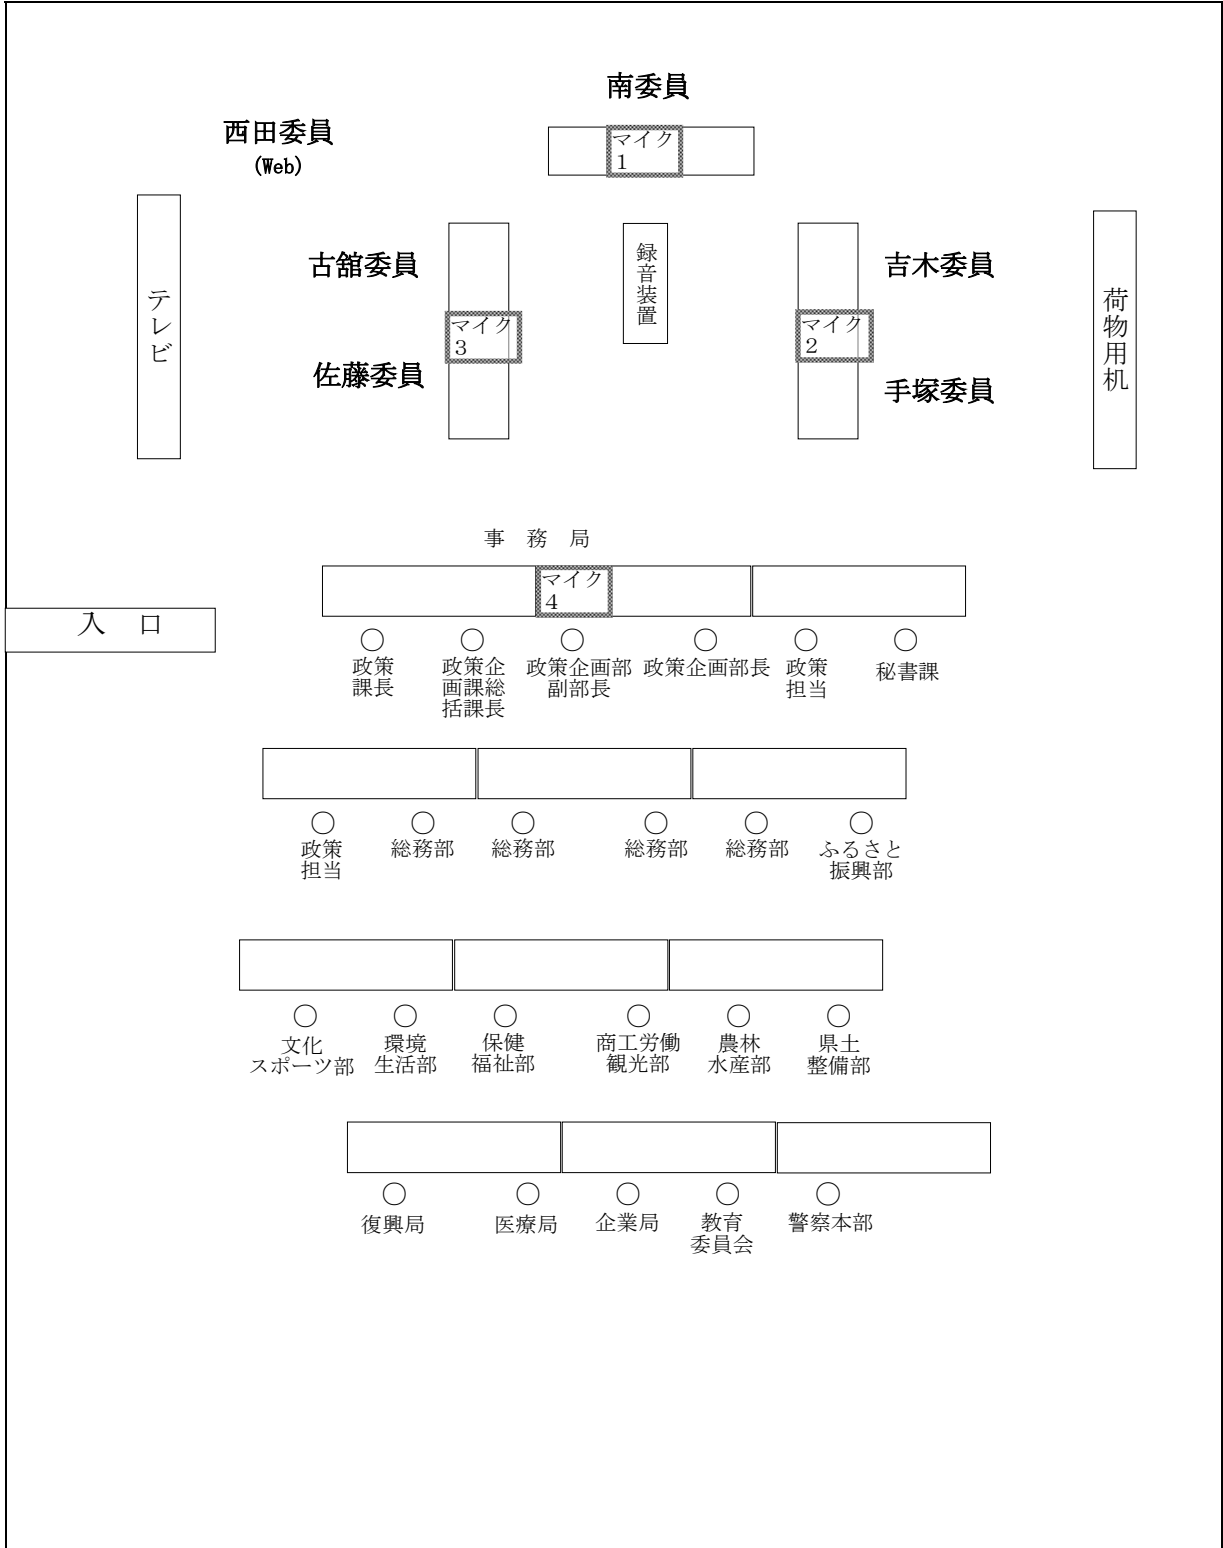 南委員
西田委員
(Web)
マイク
1
テレビ
古舘委員
録音装置
吉木委員
荷物用机
マイク
3
マイク
2
佐藤委員
手塚委員
事 務 局
マイク
4
入 口
政策
課長
政策企
画課総
括課長
政策企画部
副部長
政策企画部長
政策
担当
秘書課
政策
担当
総務部
総務部
総務部
総務部
ふるさと
振興部
文化
スポーツ部
環境
生活部
保健
福祉部
商工労働
観光部
農林
水産部
県土
整備部
復興局
医療局
企業局
教育
委員会
警察本部